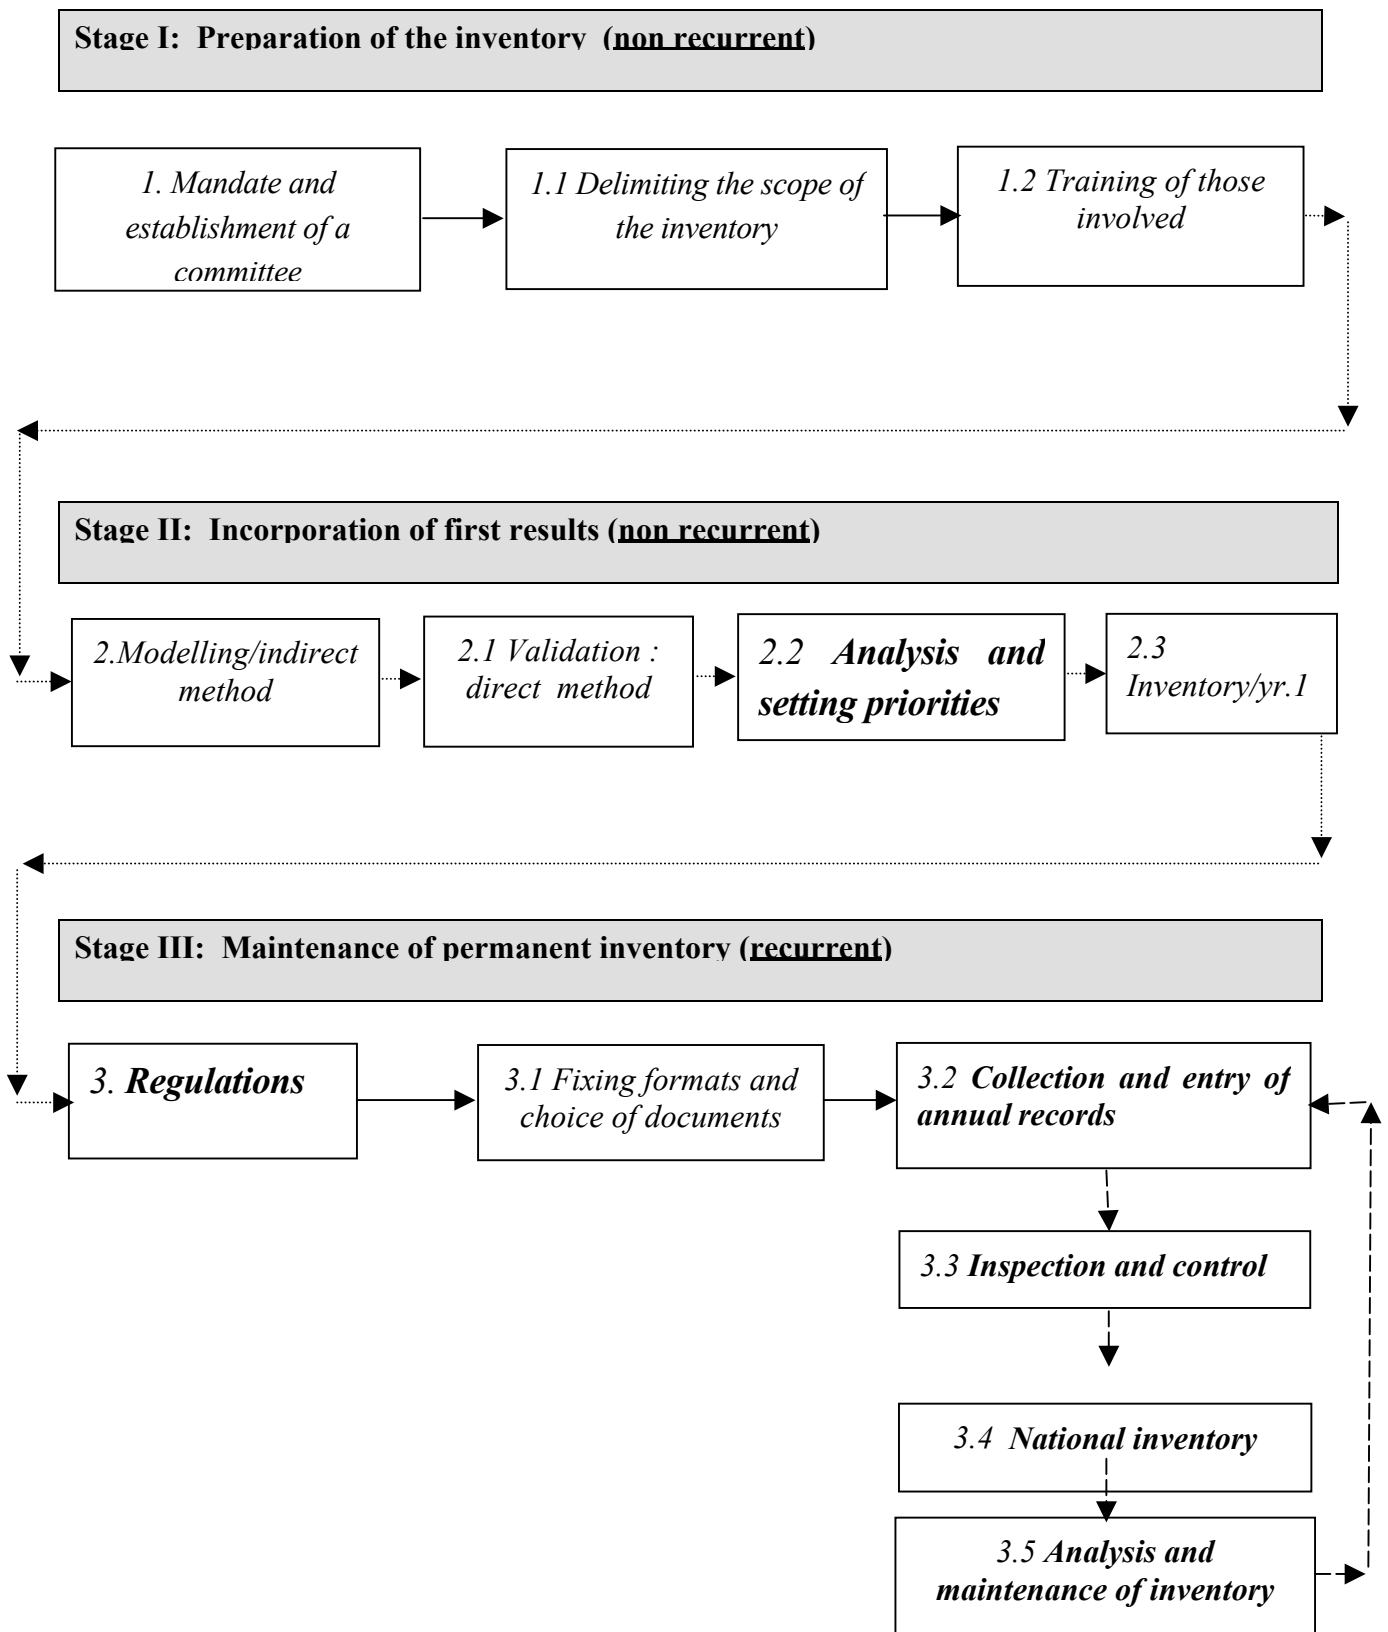 Stage I: Preparation of the inventory (non recurrent)
1. Mandate and
establishment of a
committee
1.1 Delimiting the scope of
the inventory
1.2 Training of those
involved
Stage II: Incorporation of first results (non recurrent)
2.Modelling/indirect
method
2.1 Validation :
direct method
2.2 Analysis and
setting priorities
2.3
Inventory/yr.1
Stage III: Maintenance of permanent inventory (recurrent)
3. Regulations
3.1 Fixing formats and
choice of documents
3.2 Collection and entry of
annual records
3.3 Inspection and control
3.4 National inventory
3.5 Analysis and
maintenance of inventory